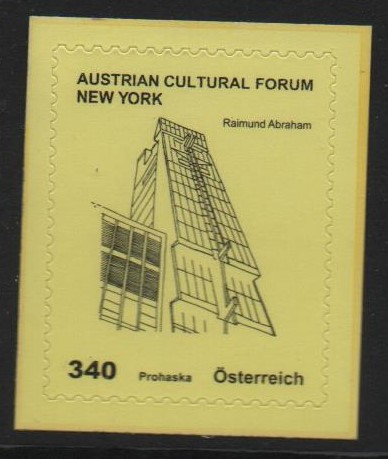 AUSTRIAN CULTURAL FORUM
NEW YORK
Raimund Abraham
340 Prohaska Österreich